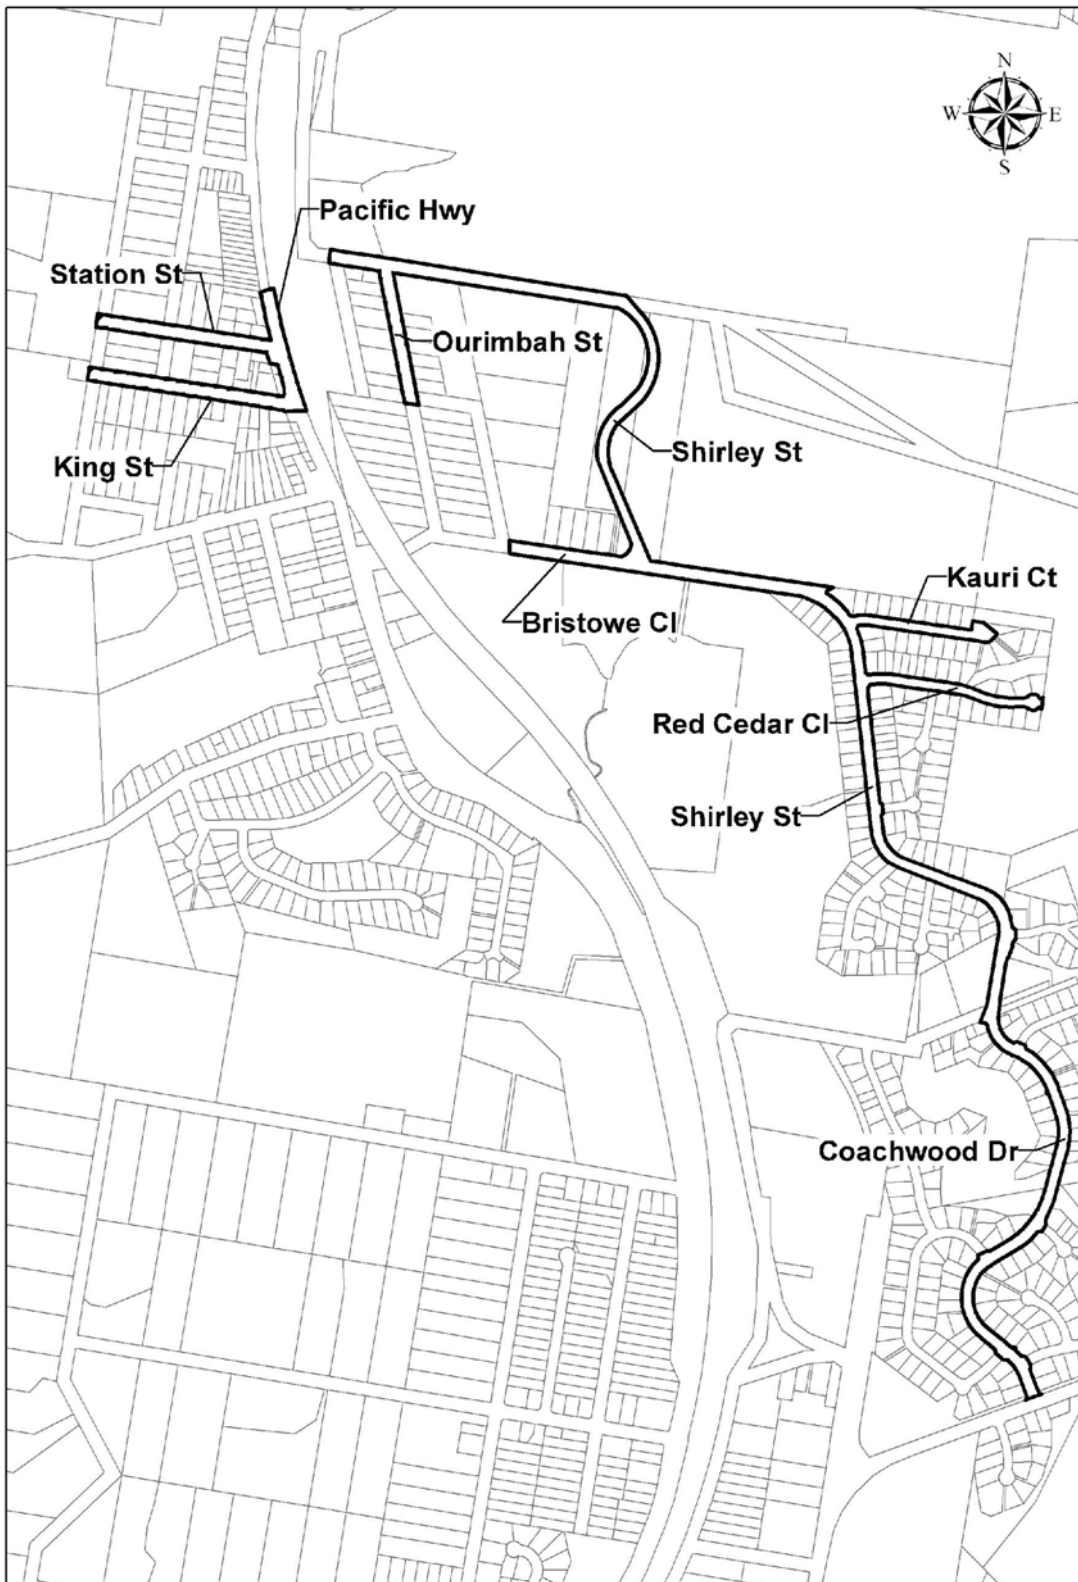 N
W
E
S
Pacific Hwy
Station St
Ourimbah St
Shirley St
King St
Kauri Ct
Bristowe Cl
Red Cedar Cl
Shirley St
Coachwood Dr